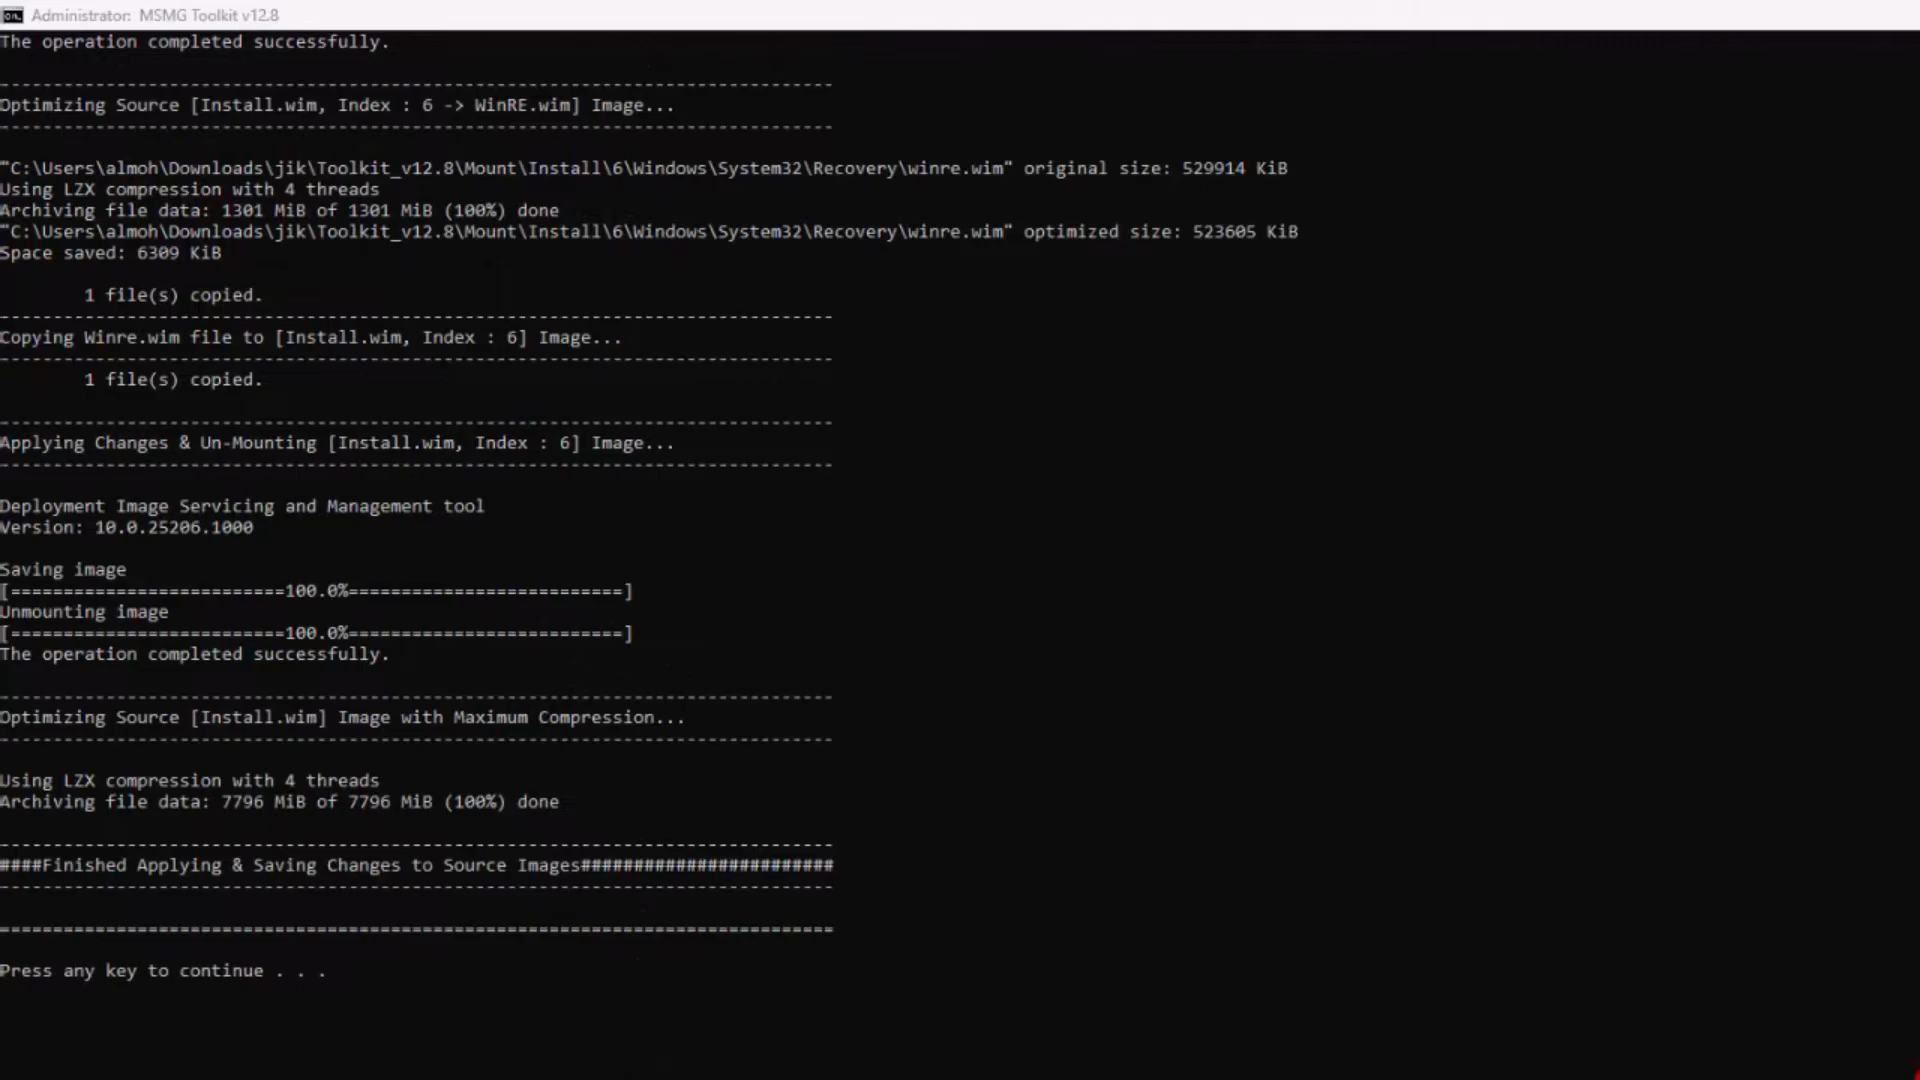 Administrator: MSMG Toolkit v12.8
The operation completed successfully.
-------------------------------------------------------------------------------
Optimizing Source [Install.wim, Index : 6 -> WinRE.wim] Image...
-------------------------------------------------------------------------------
"C:\Users\almoh\Downloads\jik\Toolkit_v12.8\Mount\Install\6\Windows\System32\Recovery\winre.wim" original size: 529914 KiB
Using LZX compression with 4 threads
Archiving file data: 1301 MiB of 1301 MiB (100%) done
"C:\Users\almoh\Downloads\jik\Toolkit_v12.8\Mount\Install\6\Windows\System32\Recovery\winre.wim" optimized size: 523605 KiB
Space saved: 6309 KiB
1 file(s) copied.
-------------------------------------------------------------------------------
Copying Winre.wim file to [Install.wim, Index : 6] Image...
-------------------------------------------------------------------------------
1 file(s) copied.
-------------------------------------------------------------------------------
Applying Changes & Un-Mounting [Install.wim, Index : 6] Image...
-------------------------------------------------------------------------------
Deployment Image Servicing and Management tool
Version: 10.0.25206.1000
Saving image
[==========================100.0%==========================]
Unmounting image
[==========================100.0%==========================]
The operation completed successfully.
-------------------------------------------------------------------------------
Optimizing Source [Install.wim] Image with Maximum Compression...
-------------------------------------------------------------------------------
Using LZX compression with 4 threads
Archiving file data: 7796 MiB of 7796 MiB (100%) done
-------------------------------------------------------------------------------
####Finished Applying & Saving Changes to Source Images########################
-------------------------------------------------------------------------------
===============================================================================
Press any key to continue . . .